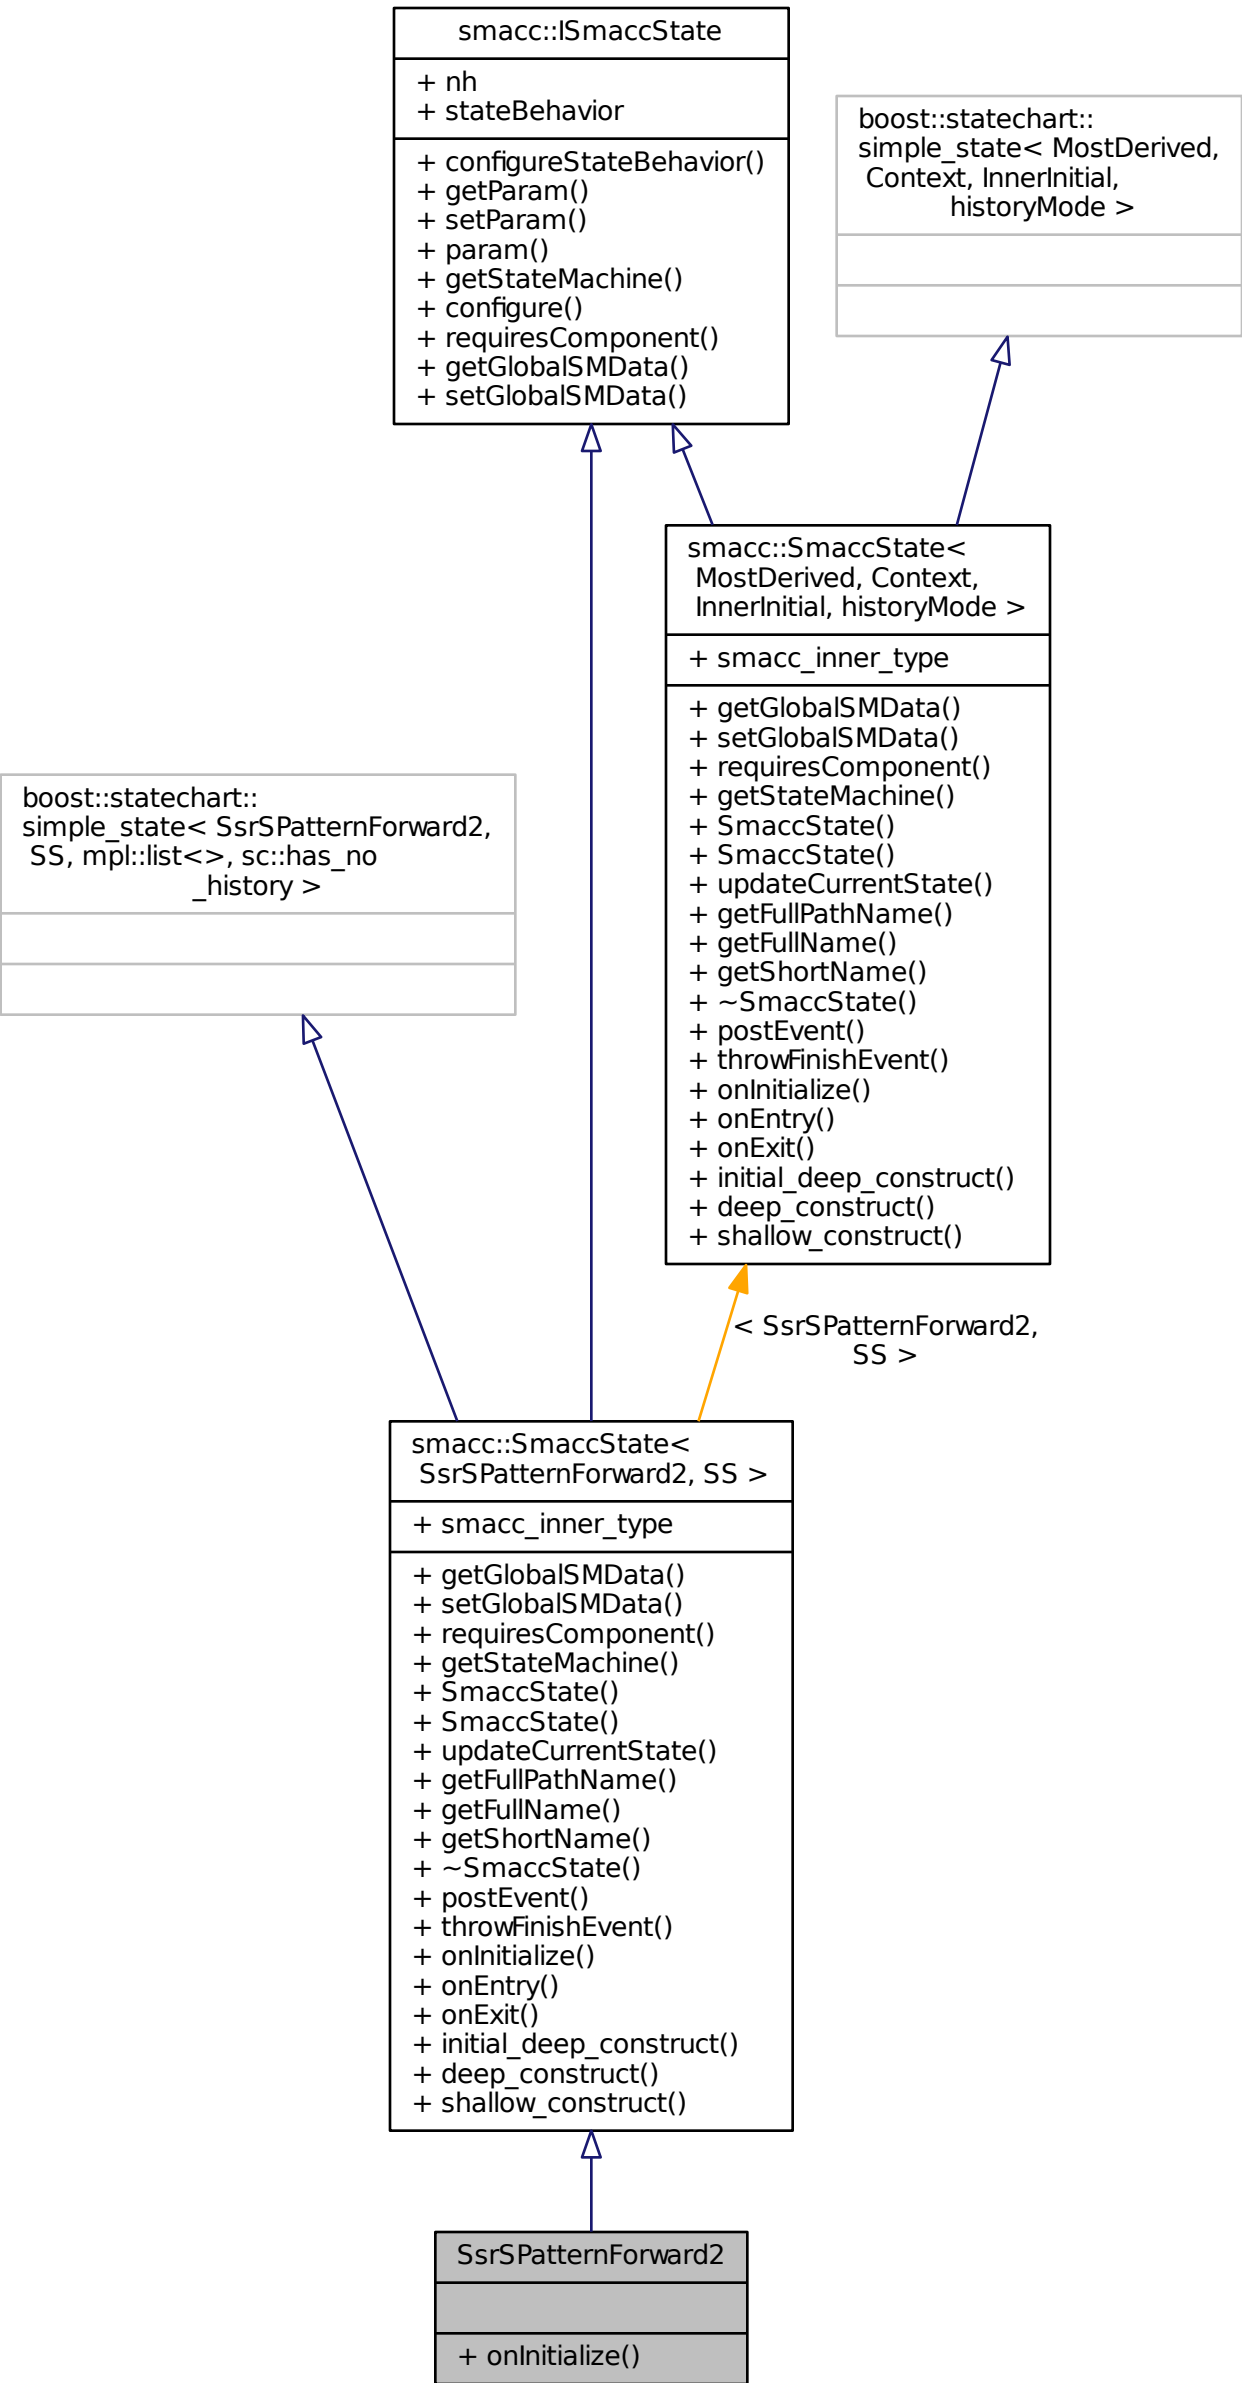 smacc::ISmaccState
+ nh
+ stateBehavior
+ configureStateBehavior()
+ getParam()
+ setParam()
+ param()
+ getStateMachine()
+ configure()
+ requiresComponent()
+ getGlobalSMData()
+ setGlobalSMData()
boost::statechart::
simple_state< MostDerived,
Context, InnerInitial,
historyMode >
smacc::SmaccState<
MostDerived, Context,
InnerInitial, historyMode >
+ smacc_inner_type
+ getGlobalSMData()
+ setGlobalSMData()
+ requiresComponent()
+ getStateMachine()
+ SmaccState()
+ SmaccState()
+ updateCurrentState()
+ getFullPathName()
+ getFullName()
+ getShortName()
+ ~SmaccState()
+ postEvent()
+ throwFinishEvent()
+ onInitialize()
+ onEntry()
+ onExit()
+ initial_deep_construct()
+ deep_construct()
+ shallow_construct()
boost::statechart::
simple_state< SsrSPatternForward2,
SS, mpl::list<>, sc::has_no
_history >
< SsrSPatternForward2,
SS >
smacc::SmaccState<
SsrSPatternForward2, SS >
+ smacc_inner_type
+ getGlobalSMData()
+ setGlobalSMData()
+ requiresComponent()
+ getStateMachine()
+ SmaccState()
+ SmaccState()
+ updateCurrentState()
+ getFullPathName()
+ getFullName()
+ getShortName()
+ ~SmaccState()
+ postEvent()
+ throwFinishEvent()
+ onInitialize()
+ onEntry()
+ onExit()
+ initial_deep_construct()
+ deep_construct()
+ shallow_construct()
SsrSPatternForward2
+ onInitialize()